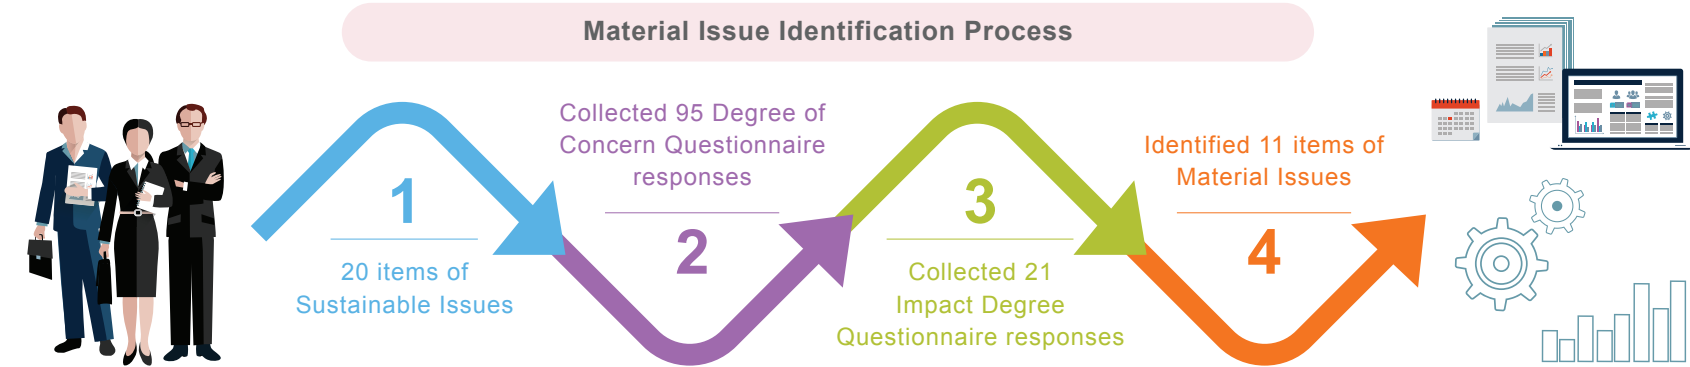 Material Issue Identification Process
1
20 items of
Sustainable Issues
Collected 95 Degree of
Concern Questionnaire
responses
2
3
Collected 21
Impact Degree
Questionnaire responses
Identified 11 items of
Material Issues
4